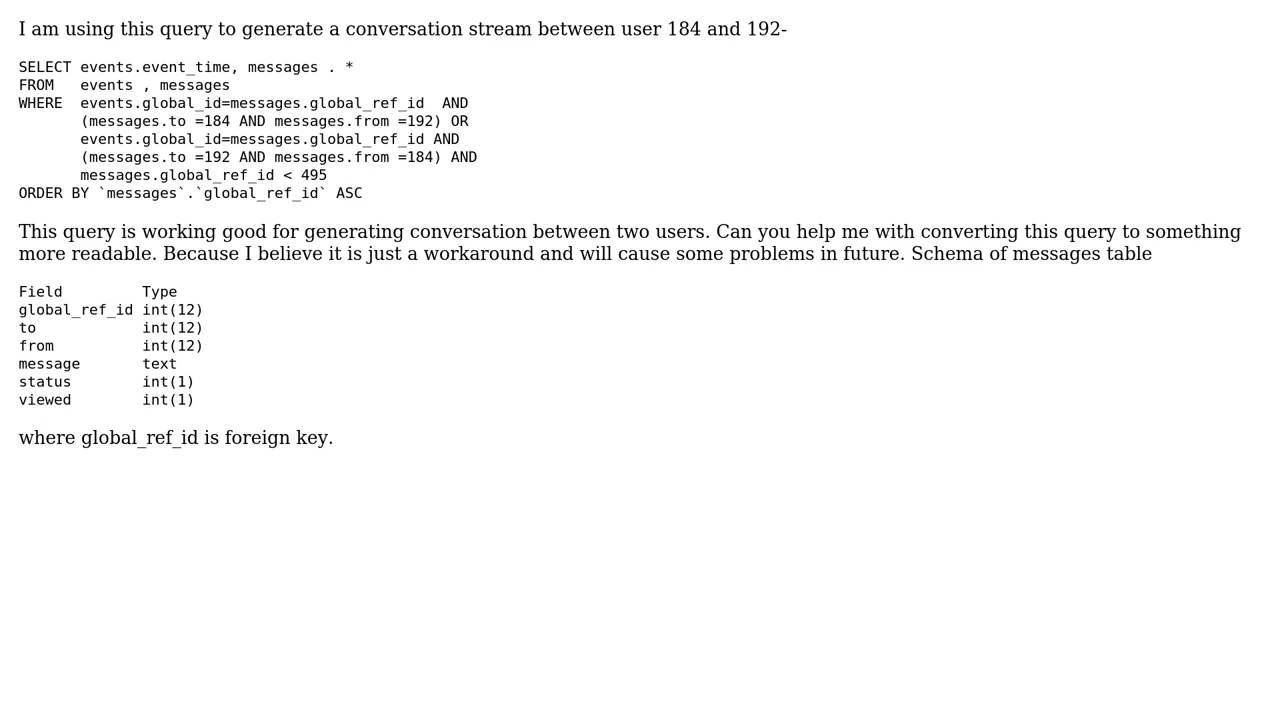 I am using this query to generate a conversation stream between user 184 and 192-
SELECT events.event_time, messages . *
FROM   events , messages
WHERE  events.global_id=messages.global_ref_id  AND
       (messages.to =184 AND messages.from =192) OR
       events.global_id=messages.global_ref_id AND
       (messages.to =192 AND messages.from =184) AND
       messages.global_ref_id < 495
ORDER BY `messages`.`global_ref_id` ASC
This query is working good for generating conversation between two users. Can you help me with converting this query to something
more readable. Because I believe it is just a workaround and will cause some problems in future. Schema of messages table
Field         Type
global_ref_id int(12)
to            int(12)
from          int(12)
message       text
status        int(1)
viewed        int(1)
where global_ref_id is foreign key.